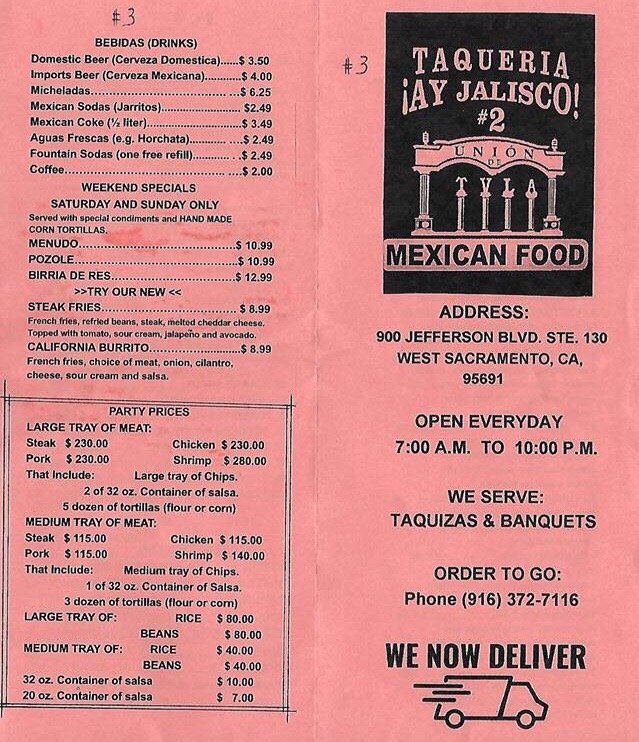 #3
BEBIDAS (DRINKS)
Domestic Beer (Cerveza Domestica)......$ 3.50
Imports Beer (Cerveza Mexicana).........$ 4.00
Micheladas.......................................$ 6.25
Mexican Sodas (Jarritos)...................$2.49
Mexican Coke (½ liter)......................$ 3.49
Aguas Frescas (e.g. Horchata)...........$ 2.49
Fountain Sodas (one free refill).........$ 2.49
Coffee.............................................$ 2.00
WEEKEND SPECIALS
SATURDAY AND SUNDAY ONLY
Served with special condiments and HAND MADE
CORN TORTILLAS.
MENUDO........................................$ 10.99
POZOLE.........................................$ 10.99
BIRRIA DE RES..............................$ 12.99
>>TRY OUR NEW <<
STEAK FRIES..................................$ 8.99
French fries, refried beans, steak, melted cheddar cheese.
Topped with tomato, sour cream, jalapeño and avocado.
CALIFORNIA BURRITO......................$ 8.99
French fries, choice of meat, onion, cilantro,
cheese, sour cream and salsa.
PARTY PRICES
LARGE TRAY OF MEAT:
Steak $ 230.00 Chicken $ 230.00
Pork $ 230.00 Shrimp $ 280.00
That Include: Large tray of Chips.
2 of 32 oz. Container of salsa.
5 dozen of tortillas (flour or corn)
MEDIUM TRAY OF MEAT:
Steak $ 115.00 Chicken $ 115.00
Pork $ 115.00 Shrimp $ 140.00
That Include: Medium tray of Chips.
1 of 32 oz. Container of Salsa.
3 dozen of tortillas (flour or corn)
LARGE TRAY OF: RICE $ 80.00
BEANS $ 80.00
MEDIUM TRAY OF: RICE $ 40.00
BEANS $ 40.00
32 oz. Container of salsa $ 10.00
20 oz. Container of salsa $ 7.00
#3
TAQUERIA
¡AY JALISCO!
#2
UNIÓN
DE
TVLA
MEXICAN FOOD
ADDRESS:
900 JEFFERSON BLVD. STE. 130
WEST SACRAMENTO, CA,
95691
OPEN EVERYDAY
7:00 A.M. TO 10:00 P.M.
WE SERVE:
TAQUIZAS & BANQUETS
ORDER TO GO:
Phone (916) 372-7116
WE NOW DELIVER